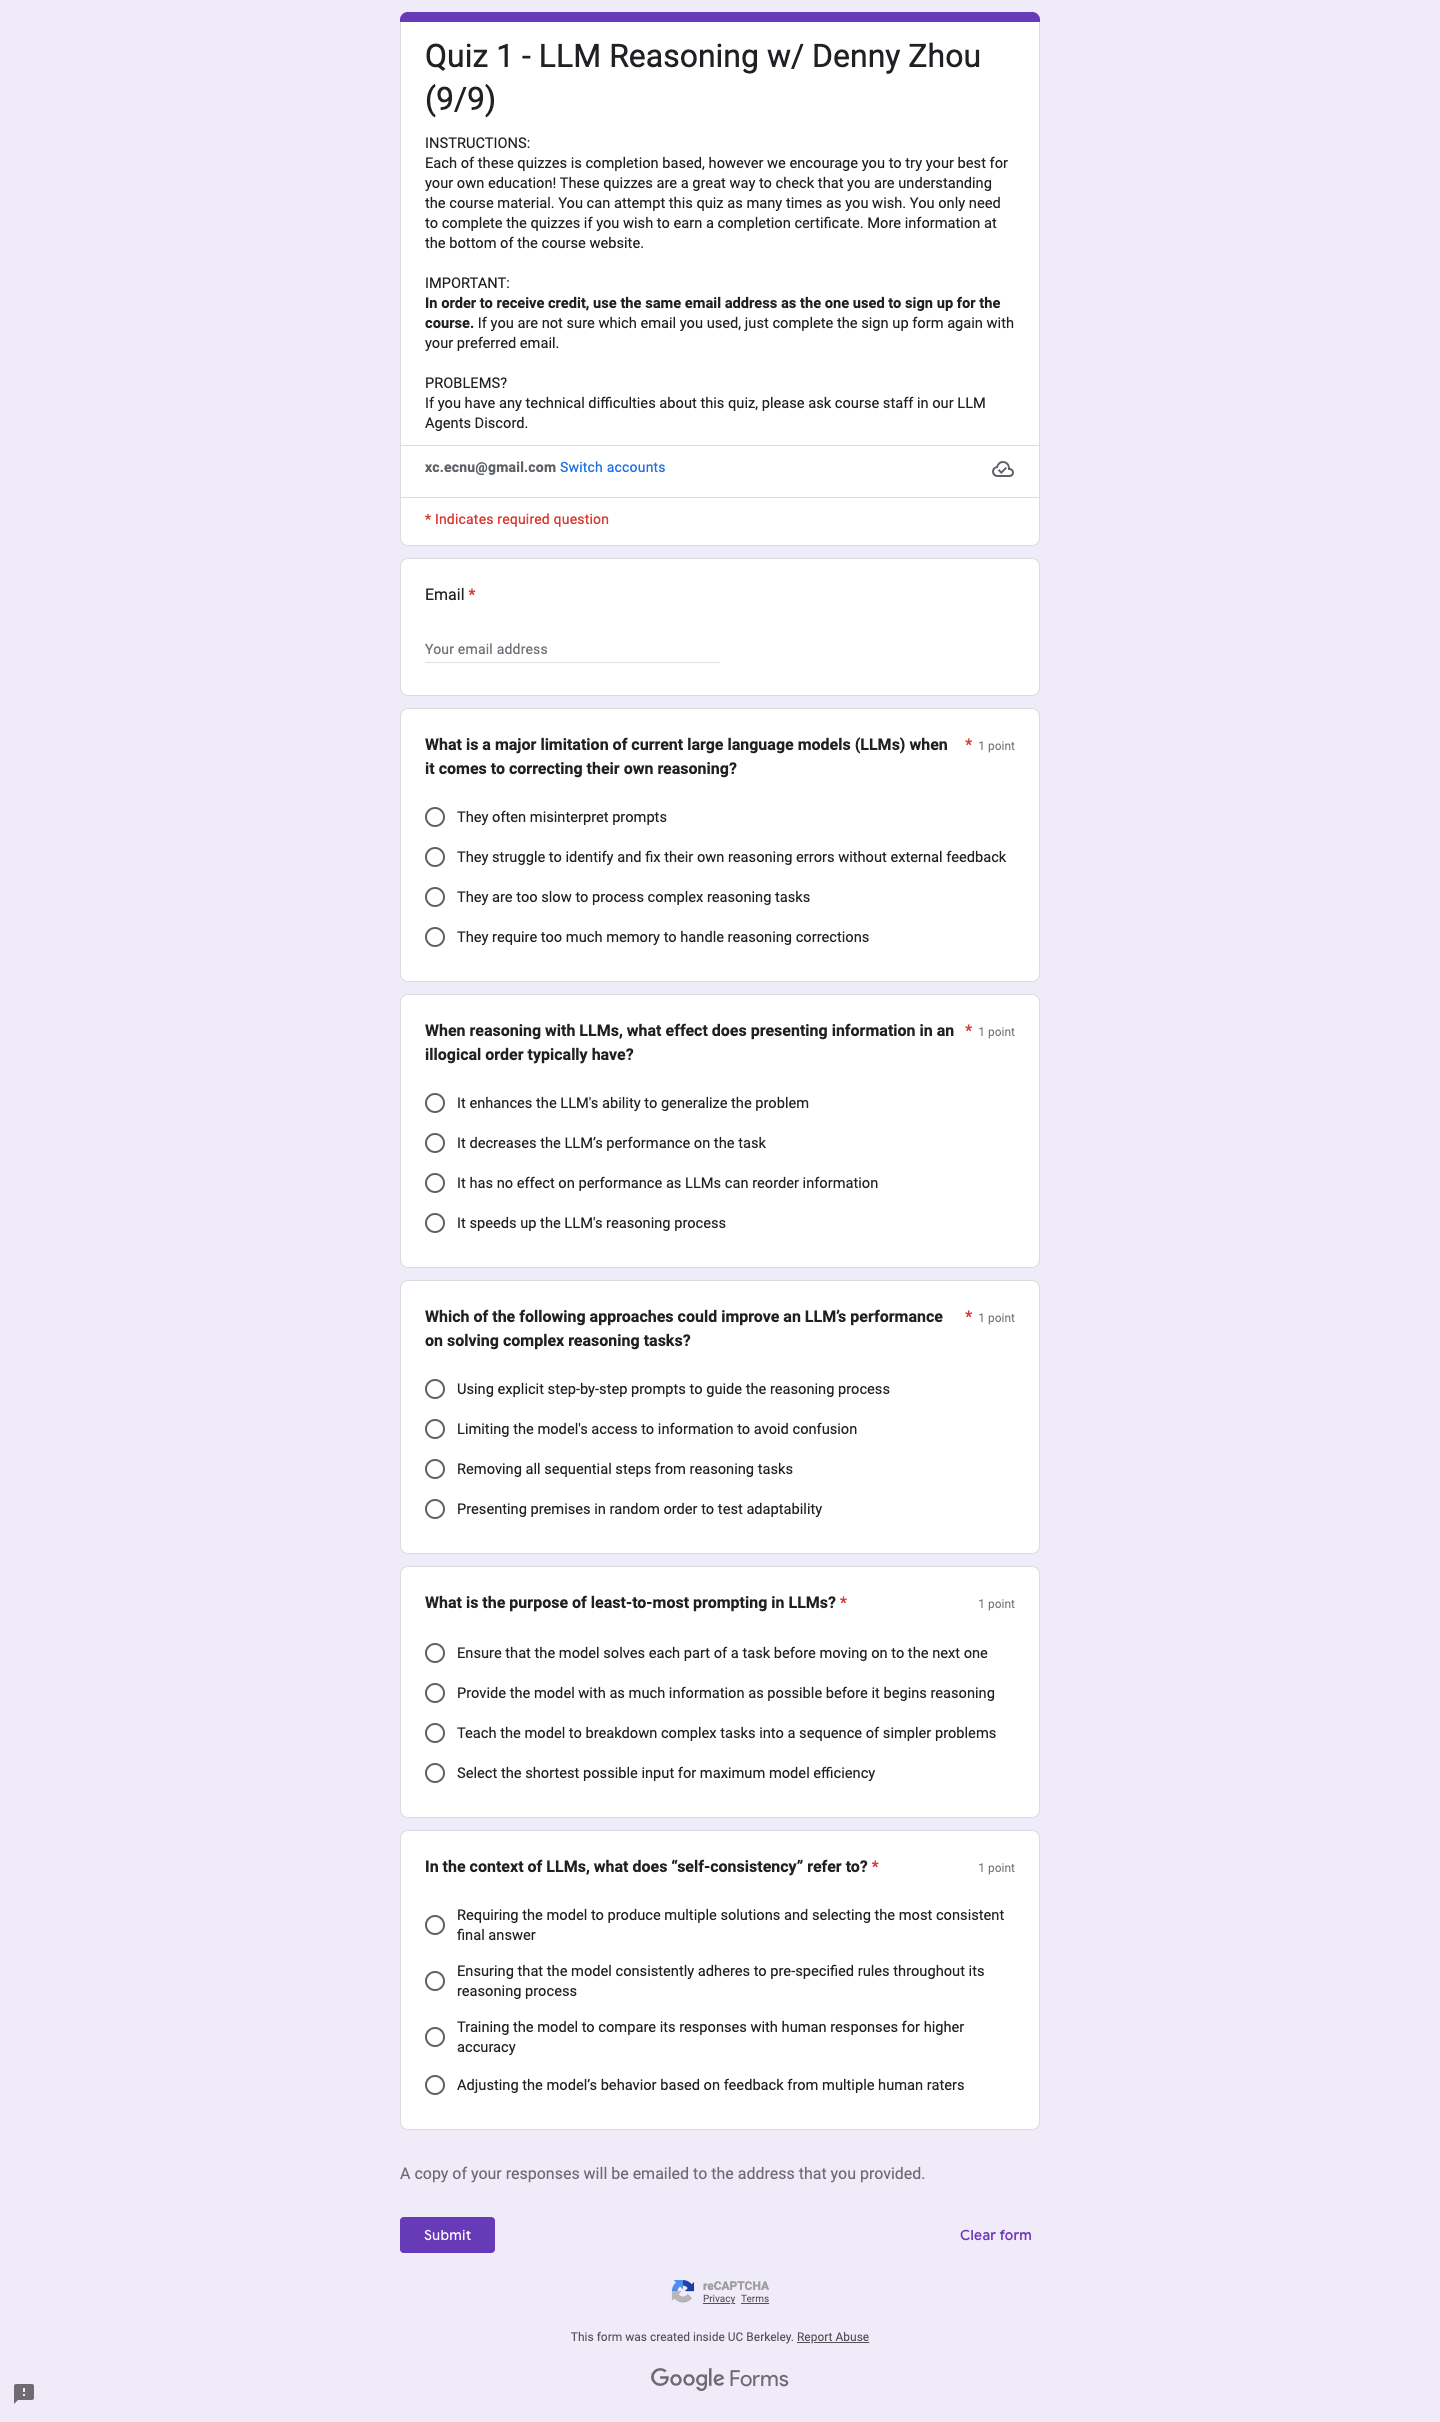 Quiz 1 - LLM Reasoning w/ Denny Zhou
(9/9)
INSTRUCTIONS:
Each of these quizzes is completion based, however we encourage you to try your best for
your own education! These quizzes are a great way to check that you are understanding
the course material. You can attempt this quiz as many times as you wish. You only need
to complete the quizzes if you wish to earn a completion certificate. More information at
the bottom of the course website.
IMPORTANT:
In order to receive credit, use the same email address as the one used to sign up for the
course. If you are not sure which email you used, just complete the sign up form again with
your preferred email.
PROBLEMS?
If you have any technical difficulties about this quiz, please ask course staff in our LLM
Agents Discord.
xc.ecnu@gmail.com Switch accounts
* Indicates required question
Email *
Your email address
What is a major limitation of current large language models (LLMs) when * 1 point
it comes to correcting their own reasoning?
They often misinterpret prompts
They struggle to identify and fix their own reasoning errors without external feedback
They are too slow to process complex reasoning tasks
They require too much memory to handle reasoning corrections
When reasoning with LLMs, what effect does presenting information in an * 1 point
illogical order typically have?
It enhances the LLM's ability to generalize the problem
It decreases the LLM’s performance on the task
It has no effect on performance as LLMs can reorder information
It speeds up the LLM's reasoning process
Which of the following approaches could improve an LLM’s performance * 1 point
on solving complex reasoning tasks?
Using explicit step-by-step prompts to guide the reasoning process
Limiting the model's access to information to avoid confusion
Removing all sequential steps from reasoning tasks
Presenting premises in random order to test adaptability
What is the purpose of least-to-most prompting in LLMs? * 1 point
Ensure that the model solves each part of a task before moving on to the next one
Provide the model with as much information as possible before it begins reasoning
Teach the model to breakdown complex tasks into a sequence of simpler problems
Select the shortest possible input for maximum model efficiency
In the context of LLMs, what does “self-consistency” refer to? * 1 point
Requiring the model to produce multiple solutions and selecting the most consistent
final answer
Ensuring that the model consistently adheres to pre-specified rules throughout its
reasoning process
Training the model to compare its responses with human responses for higher
accuracy
Adjusting the model’s behavior based on feedback from multiple human raters
A copy of your responses will be emailed to the address that you provided.
Submit Clear form
reCAPTCHA
Privacy Terms
This form was created inside UC Berkeley. Report Abuse
Google Forms